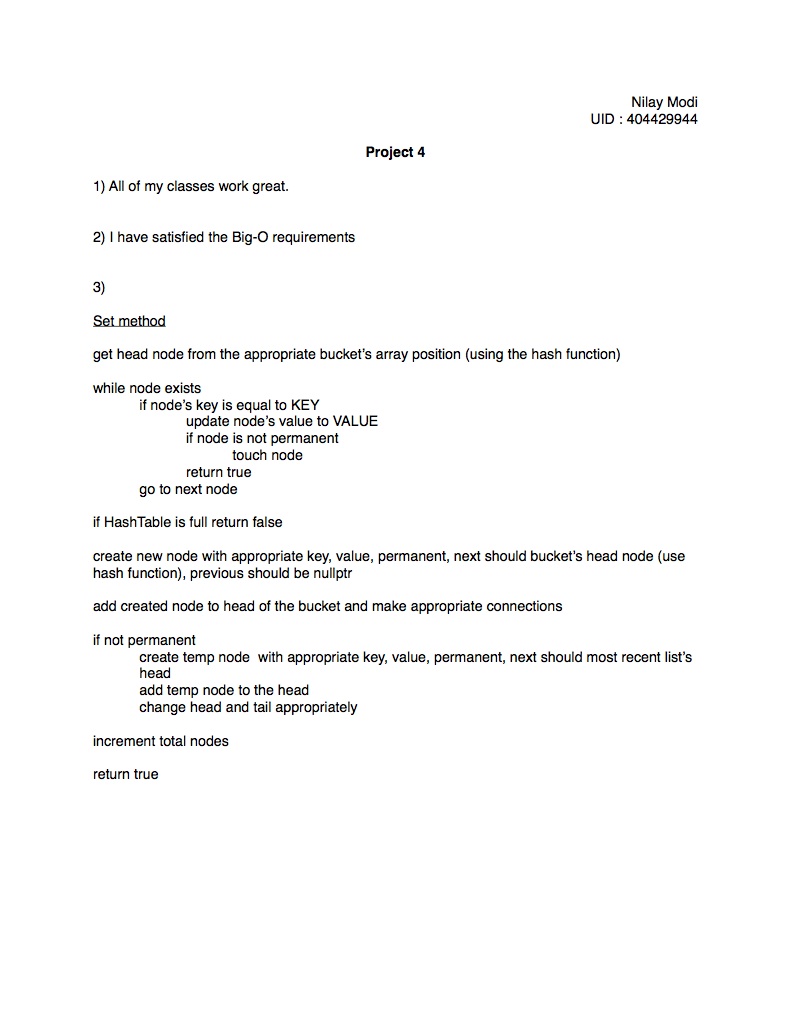 Nilay Modi
UID : 404429944
Project 4
1) All of my classes work great.
2) I have satisfied the Big-O requirements
3)
Set method
get head node from the appropriate bucket's array position (using the hash function)
while node exists
if node's key is equal to KEY
update node's value to VALUE
if node is not permanent
touch node
return true
go to next node
if HashTable is full return false
create new node with appropriate key, value, permanent, next should bucket's head node (use
hash function), previous should be nullptr
add created node to head of the bucket and make appropriate connections
if not permanent
create temp node  with appropriate key, value, permanent, next should most recent list's
head
add temp node to the head
change head and tail appropriately
increment total nodes
return true